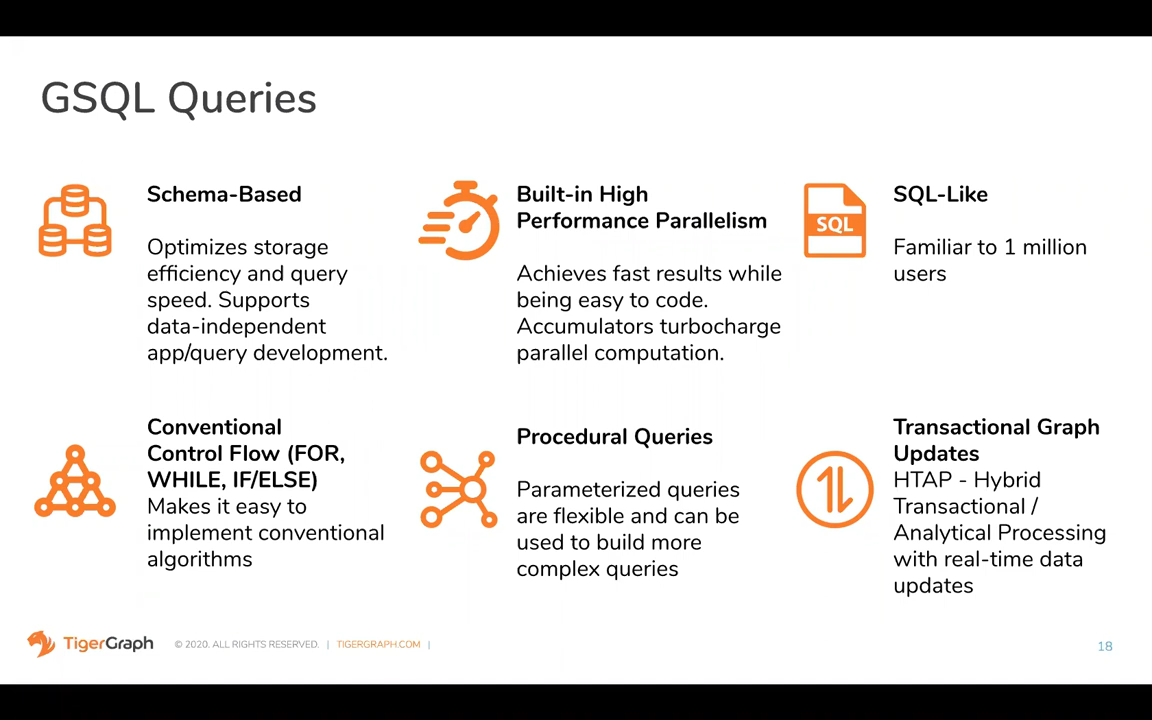 GSQL Queries
Schema-Based
Optimizes storage
efficiency and query
speed. Supports
data-independent
app/query development.
Built-in High
Performance Parallelism
Achieves fast results while
being easy to code.
Accumulators turbocharge
parallel computation.
SQL
SQL-Like
Familiar to 1 million
users
Conventional
Control Flow (FOR,
WHILE, IF/ELSE)
Makes it easy to
implement conventional
algorithms
Procedural Queries
Parameterized queries
are flexible and can be
used to build more
complex queries
Transactional Graph
Updates
HTAP - Hybrid
Transactional /
Analytical Processing
with real-time data
updates
TigerGraph
© 2020. ALL RIGHTS RESERVED. | TIGERGRAPH.COM |
18